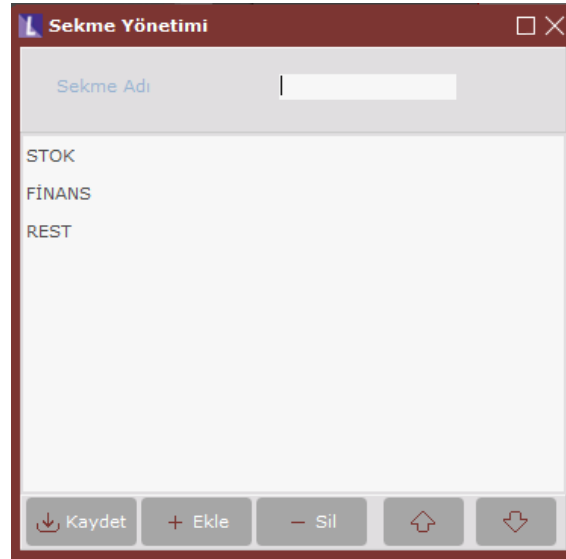 Sekme Yönetimi
Sekme Adı
STOK
FİNANS
REST
Kaydet + Ekle − Sil